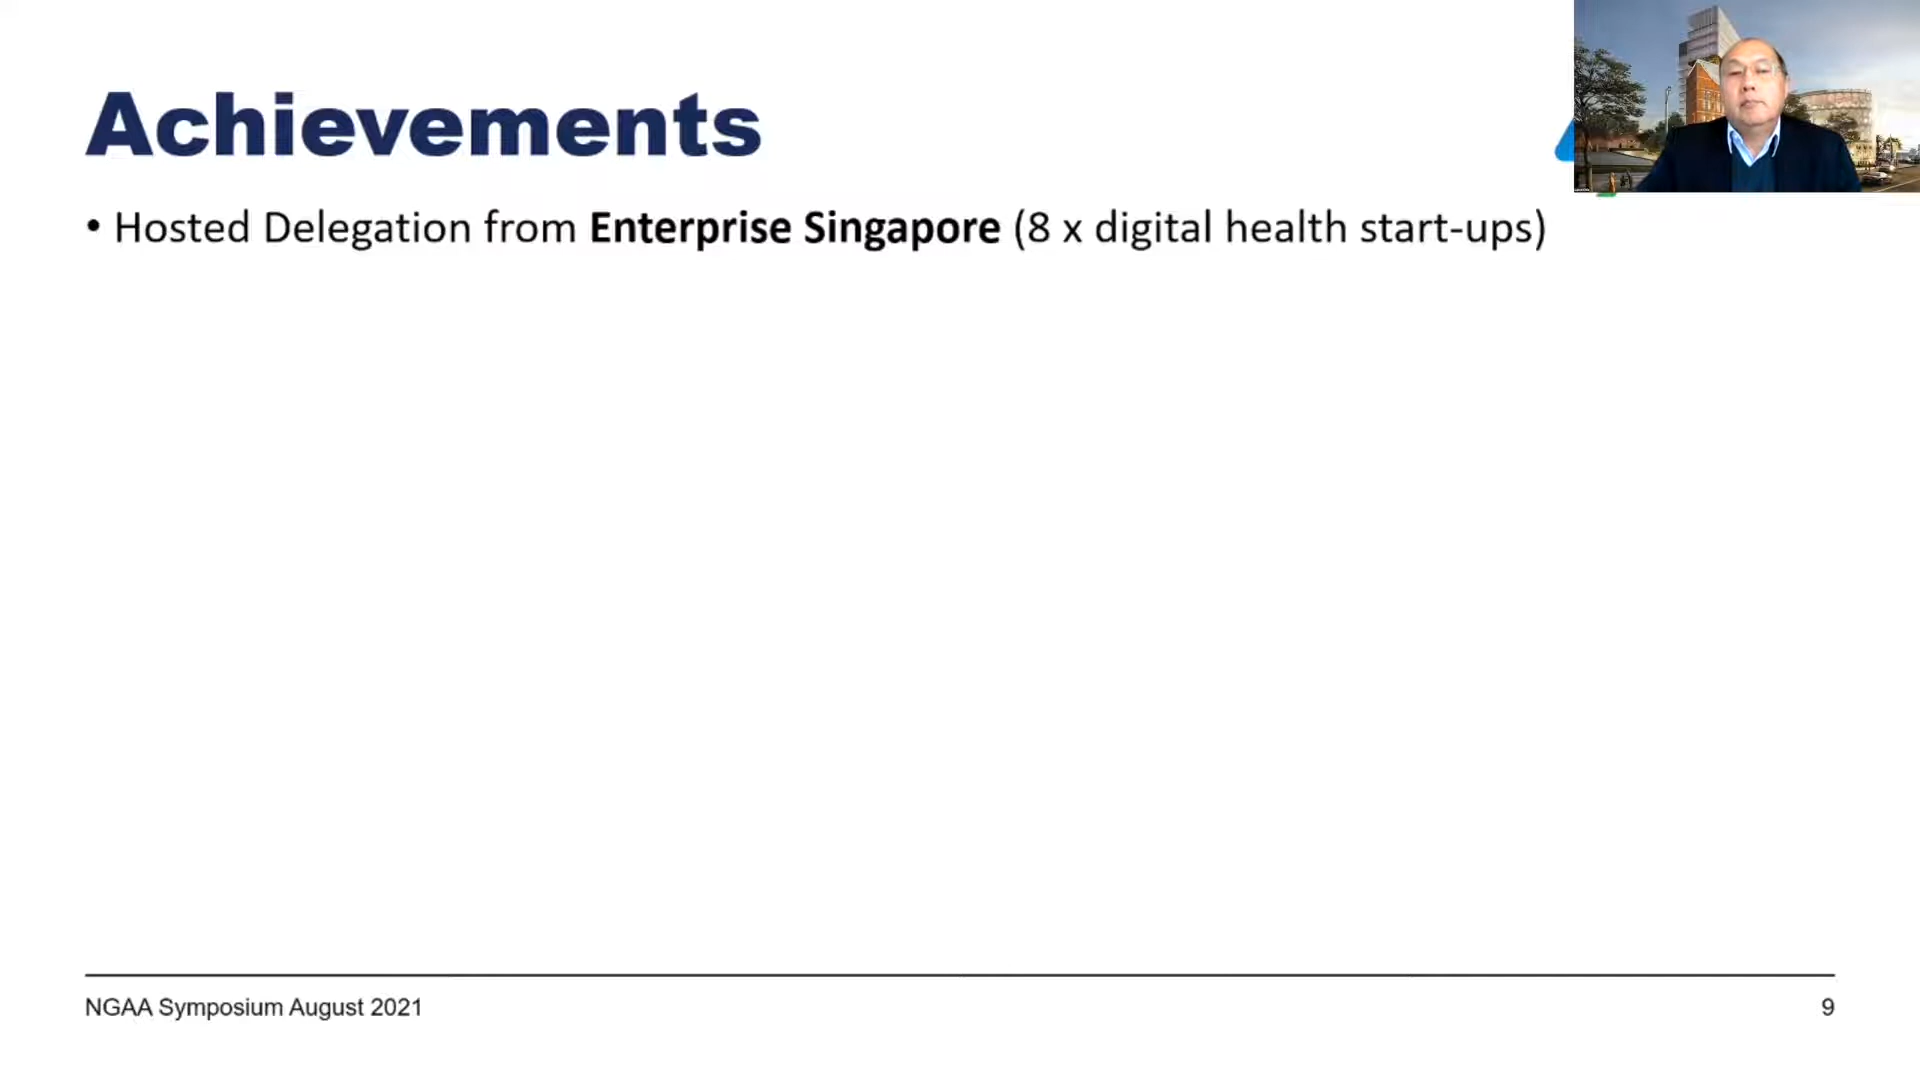 Achievements
• Hosted Delegation from Enterprise Singapore (8 x digital health start-ups)
NGAA Symposium August 2021
9